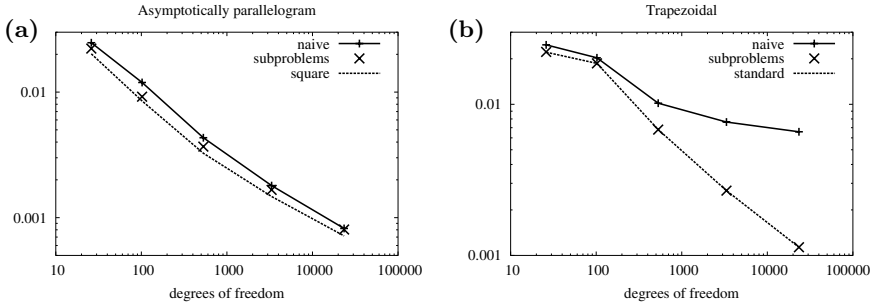 (a)
Asymptotically parallelogram
naive
subproblems
square
0.01
0.001
10 100 1000 10000 100000
degrees of freedom
(b)
Trapezoidal
naive
subproblems
standard
0.01
0.001
10 100 1000 10000 100000
degrees of freedom